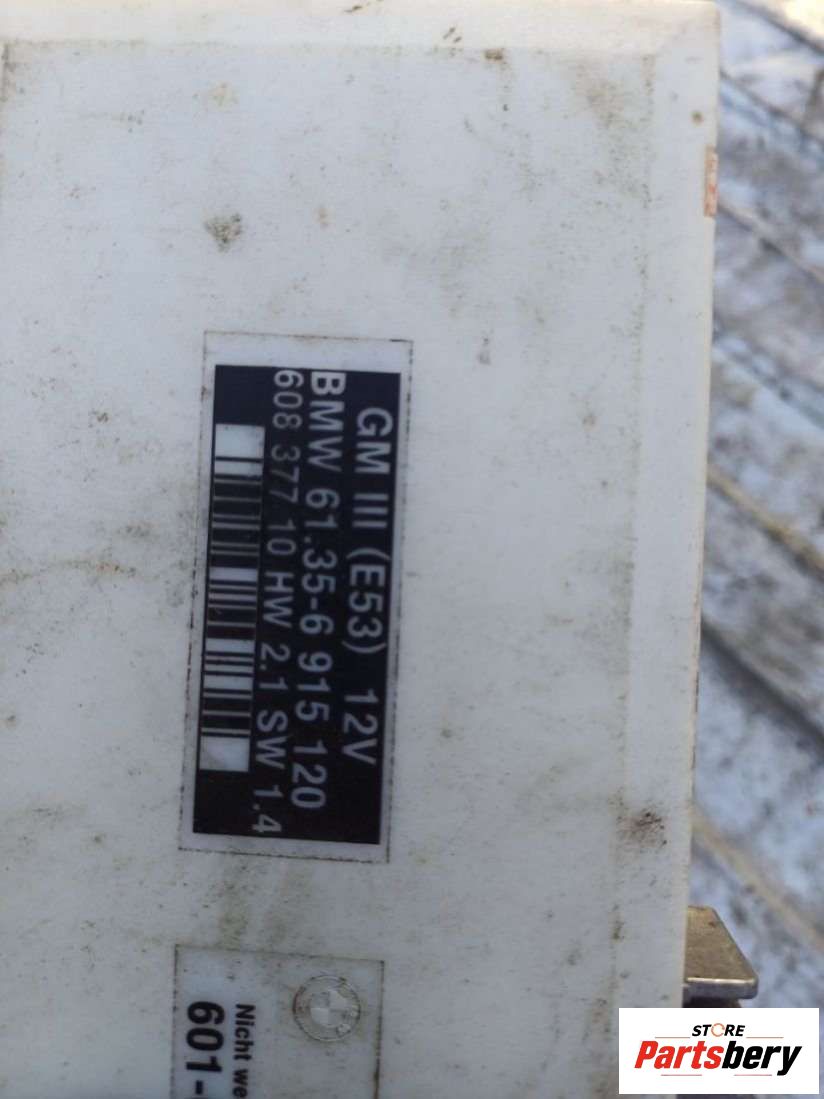 GM III (E53) 12V
BMW 61.35-6 915 120
608 377 10 HW 2.1 SW 1.4
Nicht
601-
STORE
Partsbery